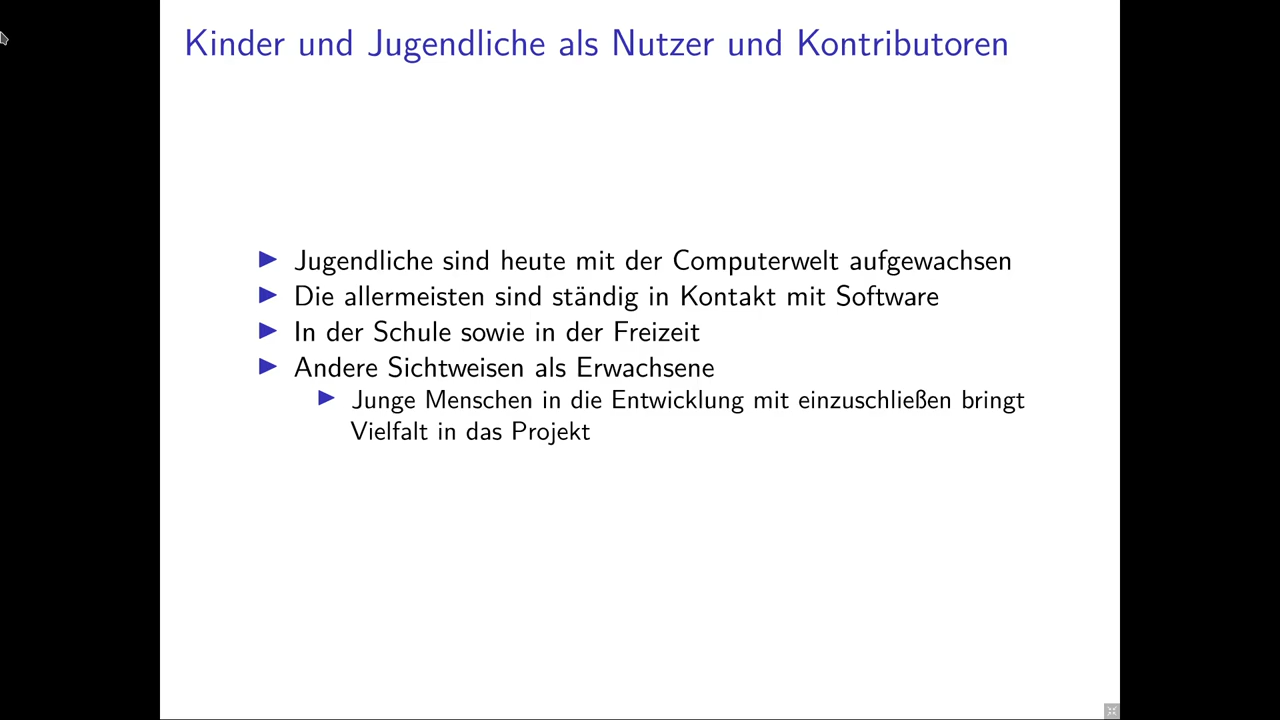 Kinder und Jugendliche als Nutzer und Kontributoren
Jugendliche sind heute mit der Computerwelt aufgewachsen
Die allermeisten sind ständig in Kontakt mit Software
In der Schule sowie in der Freizeit
Andere Sichtweisen als Erwachsene
Junge Menschen in die Entwicklung mit einzuschließen bringt
Vielfalt in das Projekt